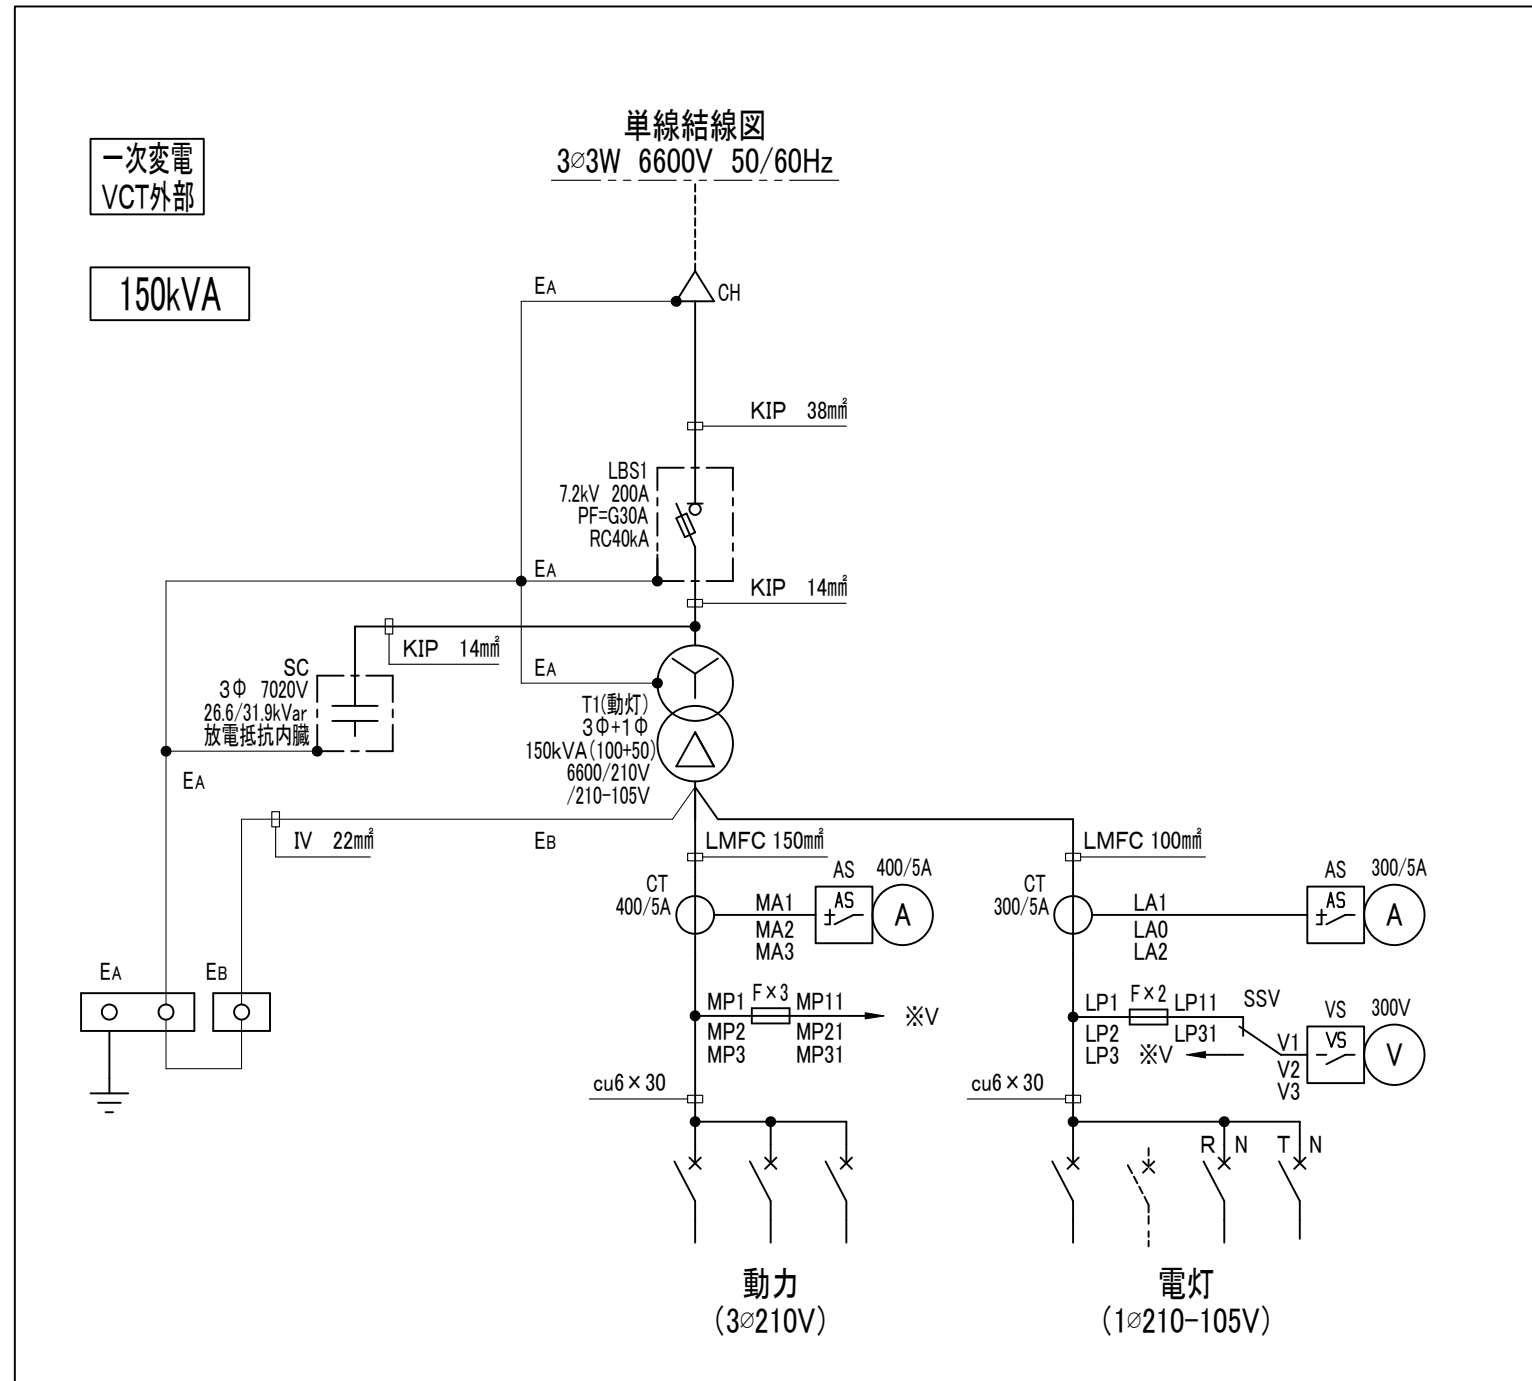 単線結線図
3∅3W 6600V 50/60Hz
一次変電
VCT外部
150kVA
EA
CH
KIP 38mm²
LBS1
7.2kV 200A
PF=G30A
RC40kA
EA
KIP 14mm²
KIP 14mm²
EA
SC
3Φ 7020V
26.6/31.9kVar
放電抵抗内臓
T1(動灯)
3Φ+1Φ
150kVA(100+50)
6600/210V
/210-105V
EA
IV 22mm²
EB
LMFC 150mm²
LMFC 100mm²
CT
400/5A
MA1
MA2
MA3
AS
AS
400/5A
A
CT
300/5A
LA1
LA0
LA2
AS
AS
300/5A
A
EA
EB
MP1
MP2
MP3
F×3
MP11
MP21
MP31
※V
LP1
LP2
LP3
F×2
LP11
LP31
※V
SSV
V1
V2
V3
VS
VS
300V
V
cu6×30
cu6×30
R N
T N
動力
(3∅210V)
電灯
(1∅210-105V)